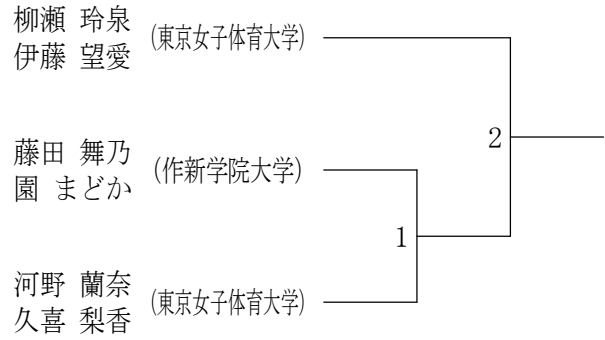 柳瀬 玲泉
伊藤 望愛
(東京女子体育大学)
2
藤田 舞乃
園 まどか
(作新学院大学)
1
河野 蘭奈
久喜 梨香
(東京女子体育大学)